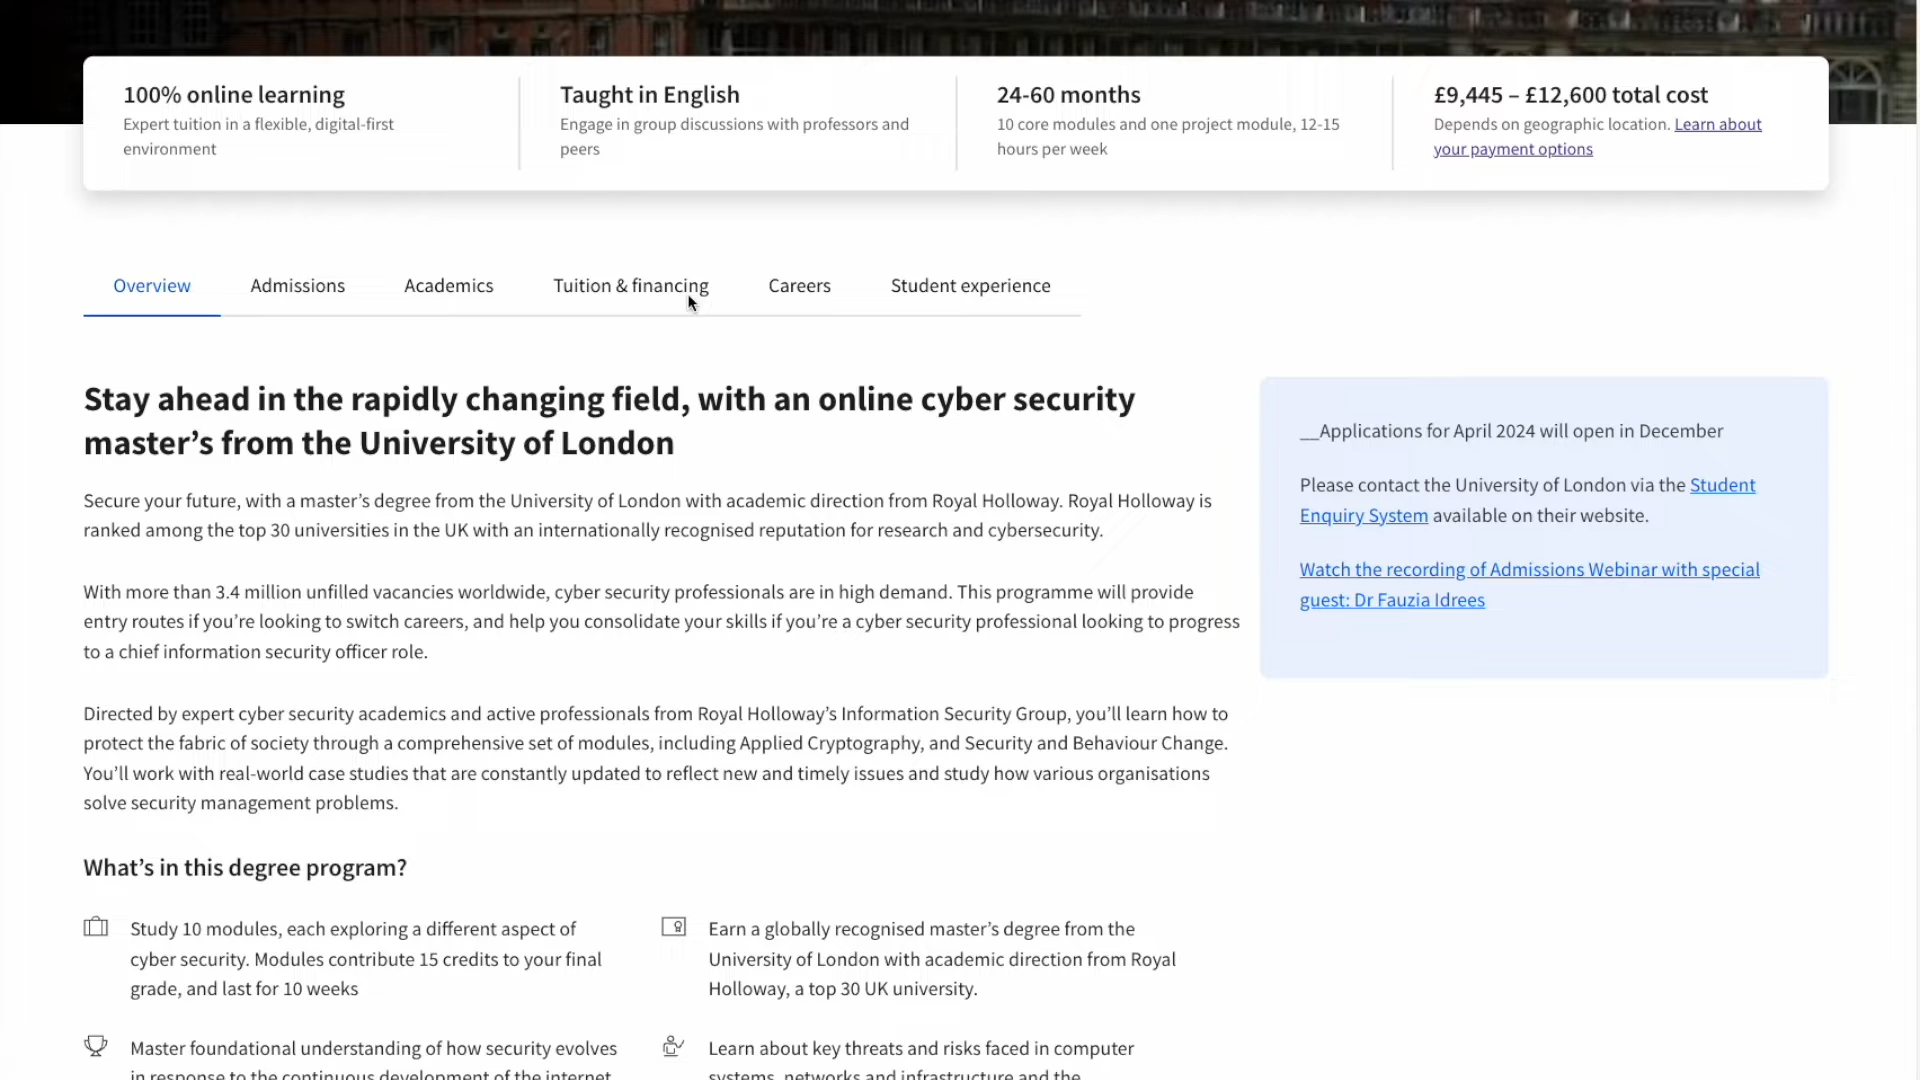 100% online learning
Expert tuition in a flexible, digital-first
environment
Taught in English
Engage in group discussions with professors and
peers
24-60 months
10 core modules and one project module, 12-15
hours per week
£9,445 – £12,600 total cost
Depends on geographic location. Learn about
your payment options
Overview
Admissions
Academics
Tuition & financing
Careers
Student experience
Stay ahead in the rapidly changing field, with an online cyber security
master’s from the University of London
Secure your future, with a master’s degree from the University of London with academic direction from Royal Holloway. Royal Holloway is
ranked among the top 30 universities in the UK with an internationally recognised reputation for research and cybersecurity.
With more than 3.4 million unfilled vacancies worldwide, cyber security professionals are in high demand. This programme will provide
entry routes if you’re looking to switch careers, and help you consolidate your skills if you’re a cyber security professional looking to progress
to a chief information security officer role.
Directed by expert cyber security academics and active professionals from Royal Holloway’s Information Security Group, you’ll learn how to
protect the fabric of society through a comprehensive set of modules, including Applied Cryptography, and Security and Behaviour Change.
You’ll work with real-world case studies that are constantly updated to reflect new and timely issues and study how various organisations
solve security management problems.
__Applications for April 2024 will open in December
Please contact the University of London via the Student
Enquiry System available on their website.
Watch the recording of Admissions Webinar with special
guest: Dr Fauzia Idrees
What’s in this degree program?
Study 10 modules, each exploring a different aspect of
cyber security. Modules contribute 15 credits to your final
grade, and last for 10 weeks
Earn a globally recognised master’s degree from the
University of London with academic direction from Royal
Holloway, a top 30 UK university.
Master foundational understanding of how security evolves
in response to the continuous development of the internet
Learn about key threats and risks faced in computer
systems, networks and infrastructure and the